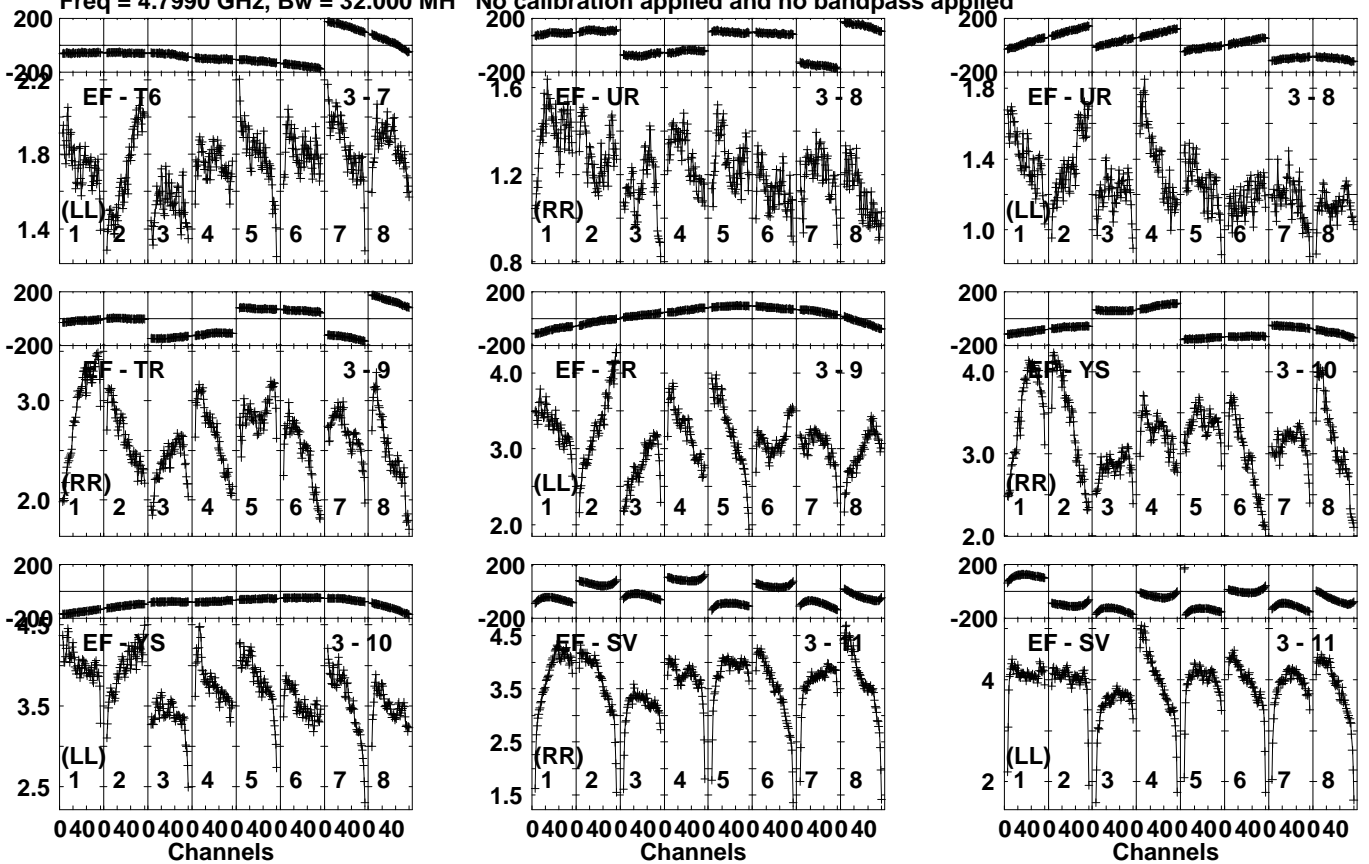 Freq = 4.7990 GHz, Bw = 32.000 MH No calibration applied and no bandpass applied
200 200 200
-200 -200 -200
2.2 1.6 1.8
EF - T6 3 - 7 EF - UR 3 - 8 EF - UR 3 - 8
1.8 1.2 1.4
(LL) (RR) (LL)
1.4 1.0
1 2 3 4 5 6 7 8 1 2 3 4 5 6 7 8 1 2 3 4 5 6 7 8
0.8
200 200 200
-200 -200 -200
EF - TR 3 - 9 EF - TR 3 - 9 EF - YS 3 - 10
3.0 4.0 4.0
3.0 3.0
(RR) (LL) (RR)
2.0
1 2 3 4 5 6 7 8 1 2 3 4 5 6 7 8 1 2 3 4 5 6 7 8
2.0 2.0
200 200 200
-200 -200 -200
4.5 4.5
EF - YS 3 - 10 EF - SV 3 - 11 EF - SV 3 - 11
3.5 3.5 4
(LL) (RR) (LL)
2.5 2.5 2
1 2 3 4 5 6 7 8 1 2 3 4 5 6 7 8 1 2 3 4 5 6 7 8
1.5
0 40 0 40 0 40 0 40 0 40 0 40 0 40 0 40 0 40 0 40 0 40 0 40 0 40 0 40 0 40 0 40 0 40 0 40 0 40 0 40 0 40 0 40 0 40 0 40
Channels Channels Channels